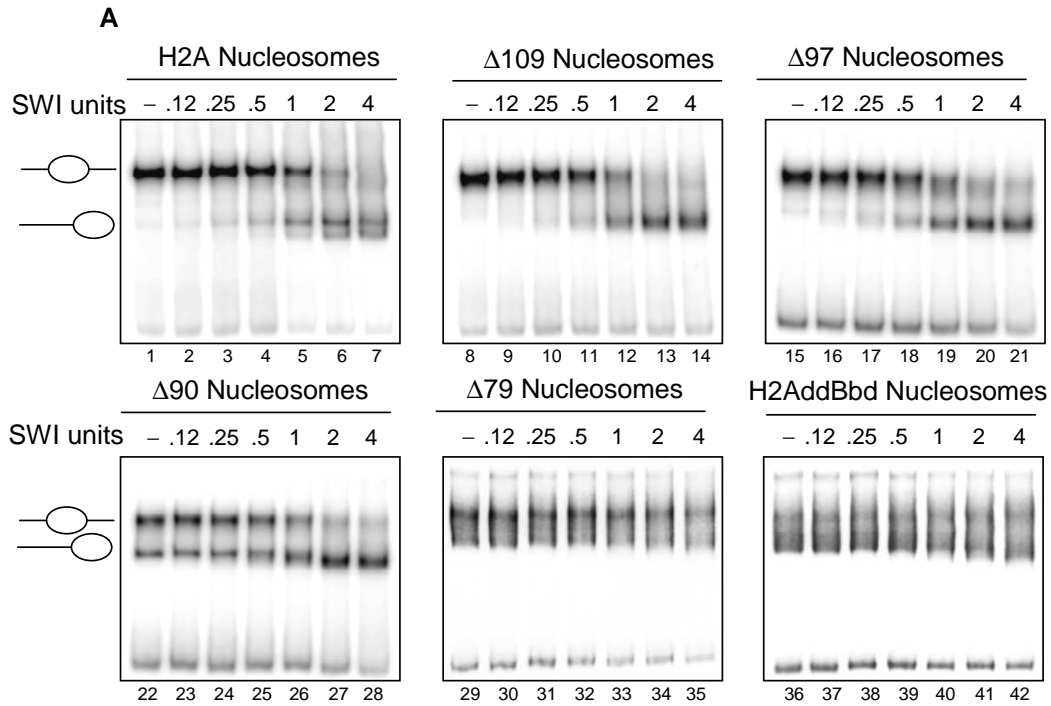 A
H2A Nucleosomes
Δ109 Nucleosomes
Δ97 Nucleosomes
SWI units – .12 .25 .5 1 2 4
– .12 .25 .5 1 2 4
– .12 .25 .5 1 2 4
1 2 3 4 5 6 7
8 9 10 11 12 13 14
15 16 17 18 19 20 21
Δ90 Nucleosomes
Δ79 Nucleosomes
H2AddBbd Nucleosomes
SWI units – .12 .25 .5 1 2 4
– .12 .25 .5 1 2 4
– .12 .25 .5 1 2 4
22 23 24 25 26 27 28
29 30 31 32 33 34 35
36 37 38 39 40 41 42